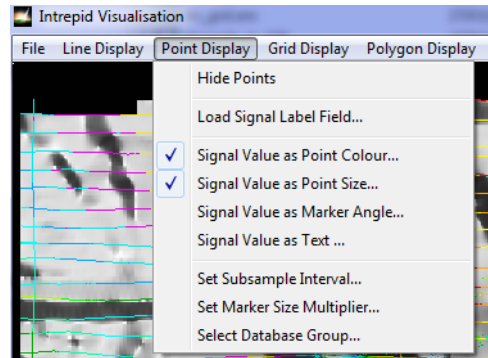 Intrepid Visualisation
File Line Display Point Display Grid Display Polygon Display
Hide Points
Load Signal Label Field...
Signal Value as Point Colour...
Signal Value as Point Size...
Signal Value as Marker Angle...
Signal Value as Text ...
Set Subsample Interval...
Set Marker Size Multiplier...
Select Database Group...